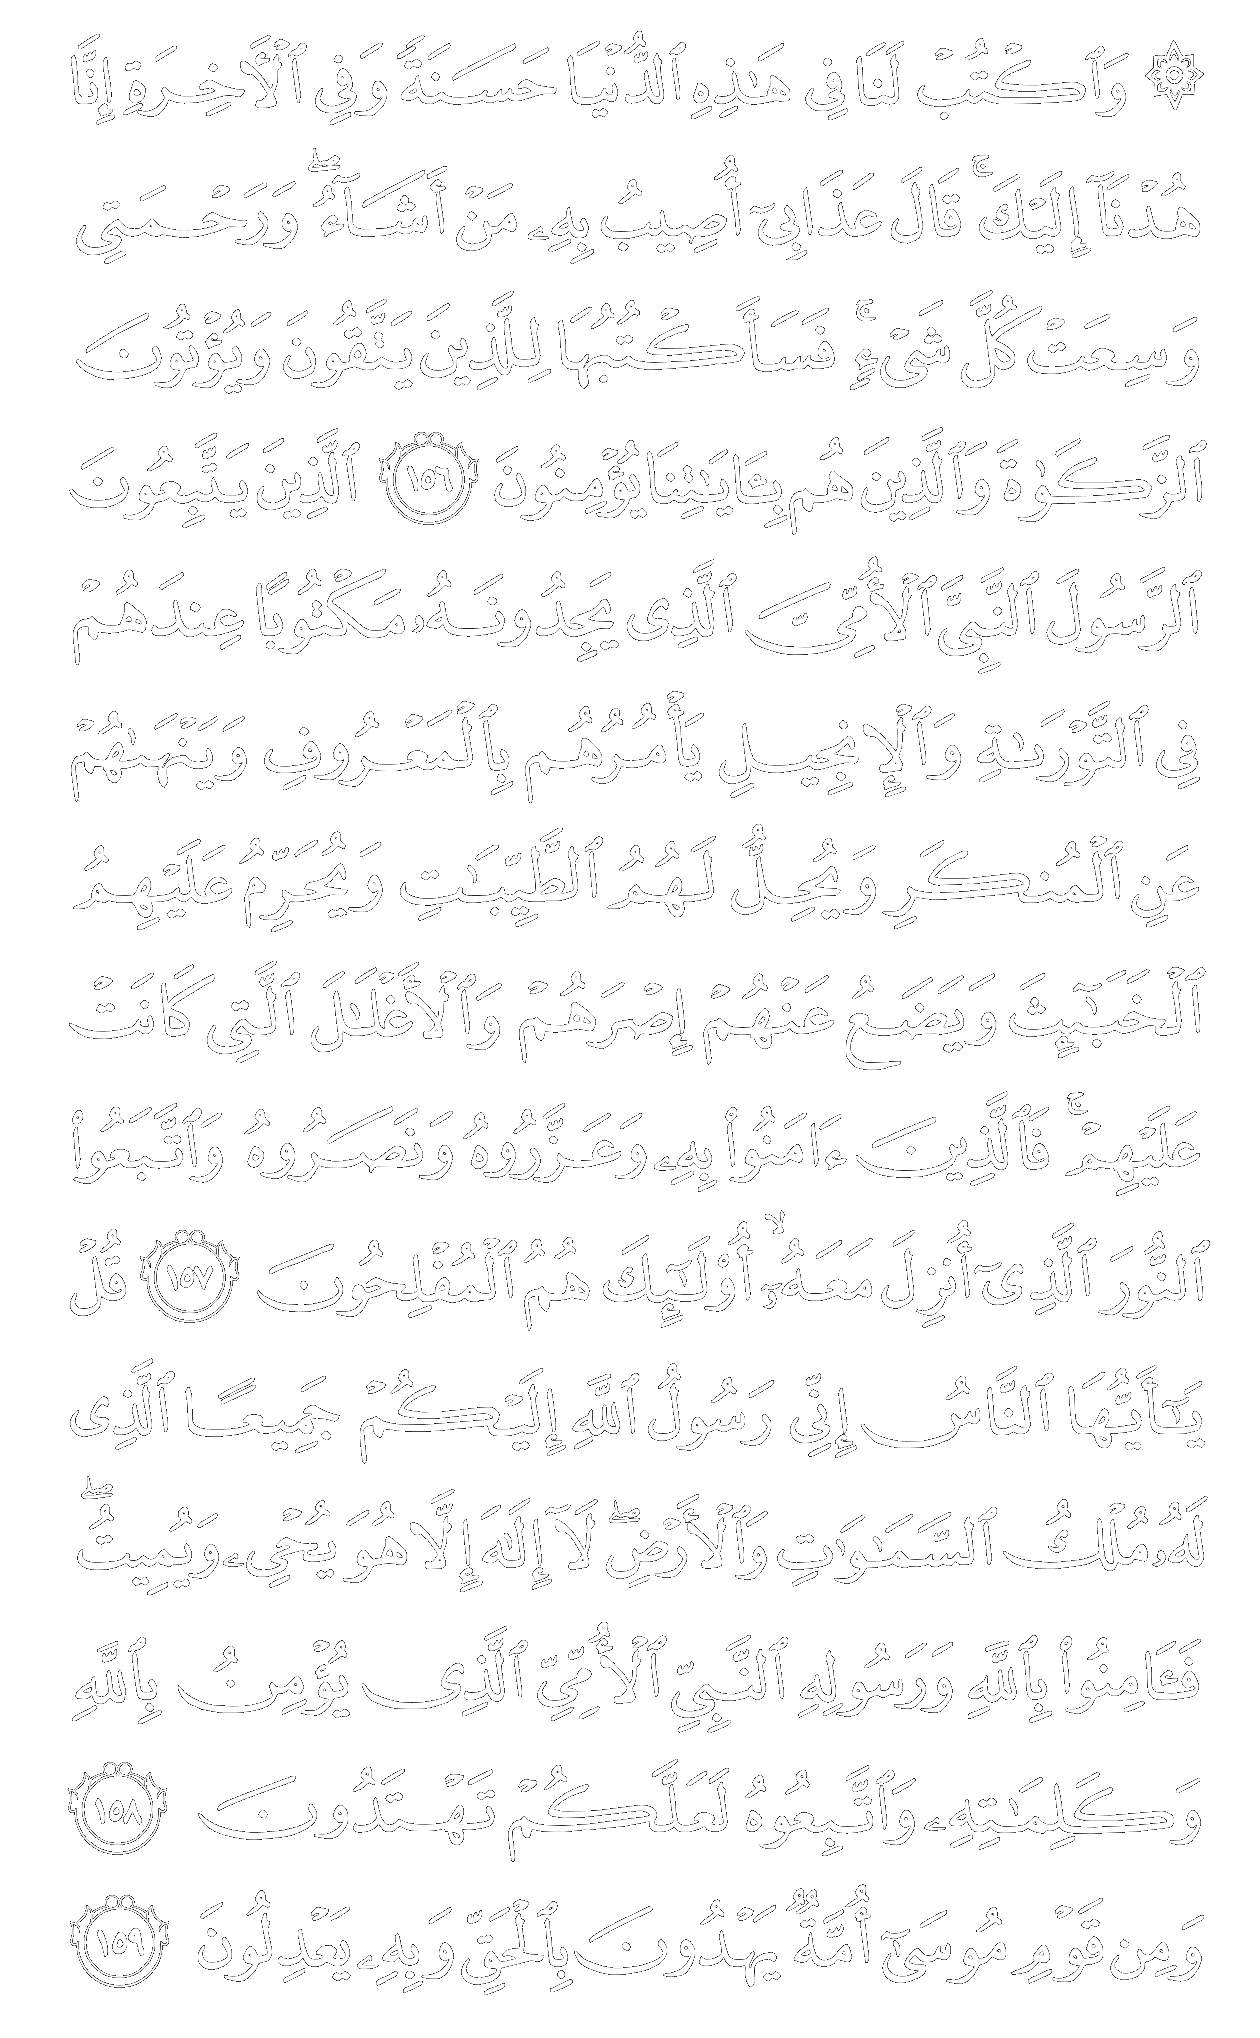 ۞ وَٱكۡتُبۡ لَنَا فِي هَٰذِهِ ٱلدُّنۡيَا حَسَنَةٗ وَفِي ٱلۡأٓخِرَةِ إِنَّا
هُدۡنَآ إِلَيۡكَۚ قَالَ عَذَابِيٓ أُصِيبُ بِهِۦ مَنۡ أَشَآءُۖ وَرَحۡمَتِي
وَسِعَتۡ كُلَّ شَيۡءٖۚ فَسَأَكۡتُبُهَا لِلَّذِينَ يَتَّقُونَ وَيُؤۡتُونَ
ٱلزَّكَوٰةَ وَٱلَّذِينَ هُم بِـَٔايَٰتِنَا يُؤۡمِنُونَ ١٥٦ ٱلَّذِينَ يَتَّبِعُونَ
ٱلرَّسُولَ ٱلنَّبِيَّ ٱلۡأُمِّيَّ ٱلَّذِي يَجِدُونَهُۥ مَكۡتُوبًا عِندَهُمۡ
فِي ٱلتَّوۡرَىٰةِ وَٱلۡإِنجِيلِ يَأۡمُرُهُم بِٱلۡمَعۡرُوفِ وَيَنۡهَىٰهُمۡ
عَنِ ٱلۡمُنكَرِ وَيُحِلُّ لَهُمُ ٱلطَّيِّبَٰتِ وَيُحَرِّمُ عَلَيۡهِمُ
ٱلۡخَبَٰٓئِثَ وَيَضَعُ عَنۡهُمۡ إِصۡرَهُمۡ وَٱلۡأَغۡلَٰلَ ٱلَّتِي كَانَتۡ
عَلَيۡهِمۡۚ فَٱلَّذِينَ ءَامَنُواْ بِهِۦ وَعَزَّرُوهُ وَنَصَرُوهُ وَٱتَّبَعُواْ
ٱلنُّورَ ٱلَّذِيٓ أُنزِلَ مَعَهُۥٓ ۙ أُوْلَٰٓئِكَ هُمُ ٱلۡمُفۡلِحُونَ ١٥٧ قُلۡ
يَٰٓأَيُّهَا ٱلنَّاسُ إِنِّي رَسُولُ ٱللَّهِ إِلَيۡكُمۡ جَمِيعًا ٱلَّذِي
لَهُۥ مُلۡكُ ٱلسَّمَٰوَٰتِ وَٱلۡأَرۡضِۖ لَآ إِلَٰهَ إِلَّا هُوَ يُحۡيِۦ وَيُمِيتُۖ
فَـَٔامِنُواْ بِٱللَّهِ وَرَسُولِهِ ٱلنَّبِيِّ ٱلۡأُمِّيِّ ٱلَّذِي يُؤۡمِنُ بِٱللَّهِ
وَكَلِمَٰتِهِۦ وَٱتَّبِعُوهُ لَعَلَّكُمۡ تَهۡتَدُونَ ١٥٨
وَمِن قَوۡمِ مُوسَىٰٓ أُمَّةٞ يَهۡدُونَ بِٱلۡحَقِّ وَبِهِۦ يَعۡدِلُونَ ١٥٩